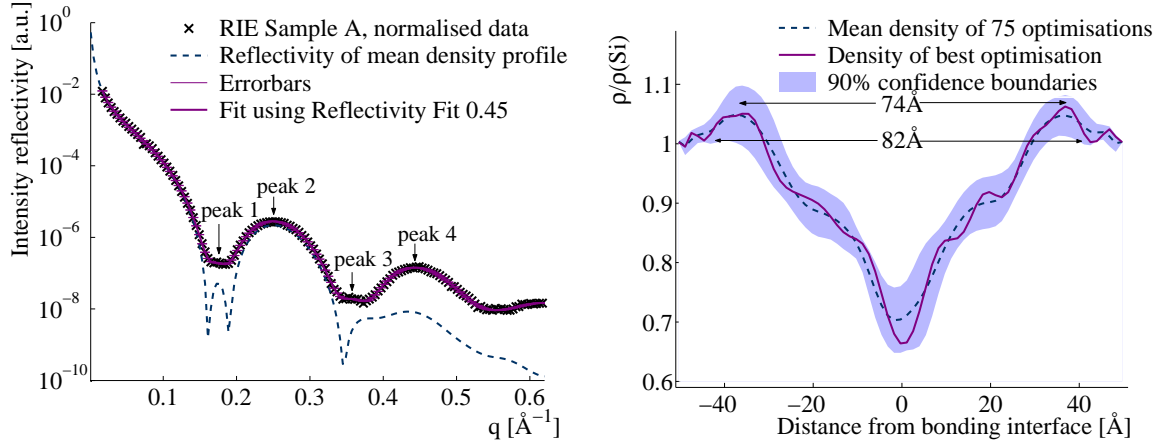 Intensity reflectivity [a.u.]
10⁰
10⁻²
10⁻⁴
10⁻⁶
10⁻⁸
10⁻¹⁰
RIE Sample A, normalised data
Reflectivity of mean density profile
Errorbars
Fit using Reflectivity Fit 0.45
peak 1
peak 2
peak 3
peak 4
0.1 0.2 0.3 0.4 0.5 0.6
q [Å⁻¹]
ρ/ρ(Si)
1.1
1
0.9
0.8
0.7
0.6
Mean density of 75 optimisations
Density of best optimisation
90% confidence boundaries
74Å
82Å
−40 −20 0 20 40
Distance from bonding interface [Å]